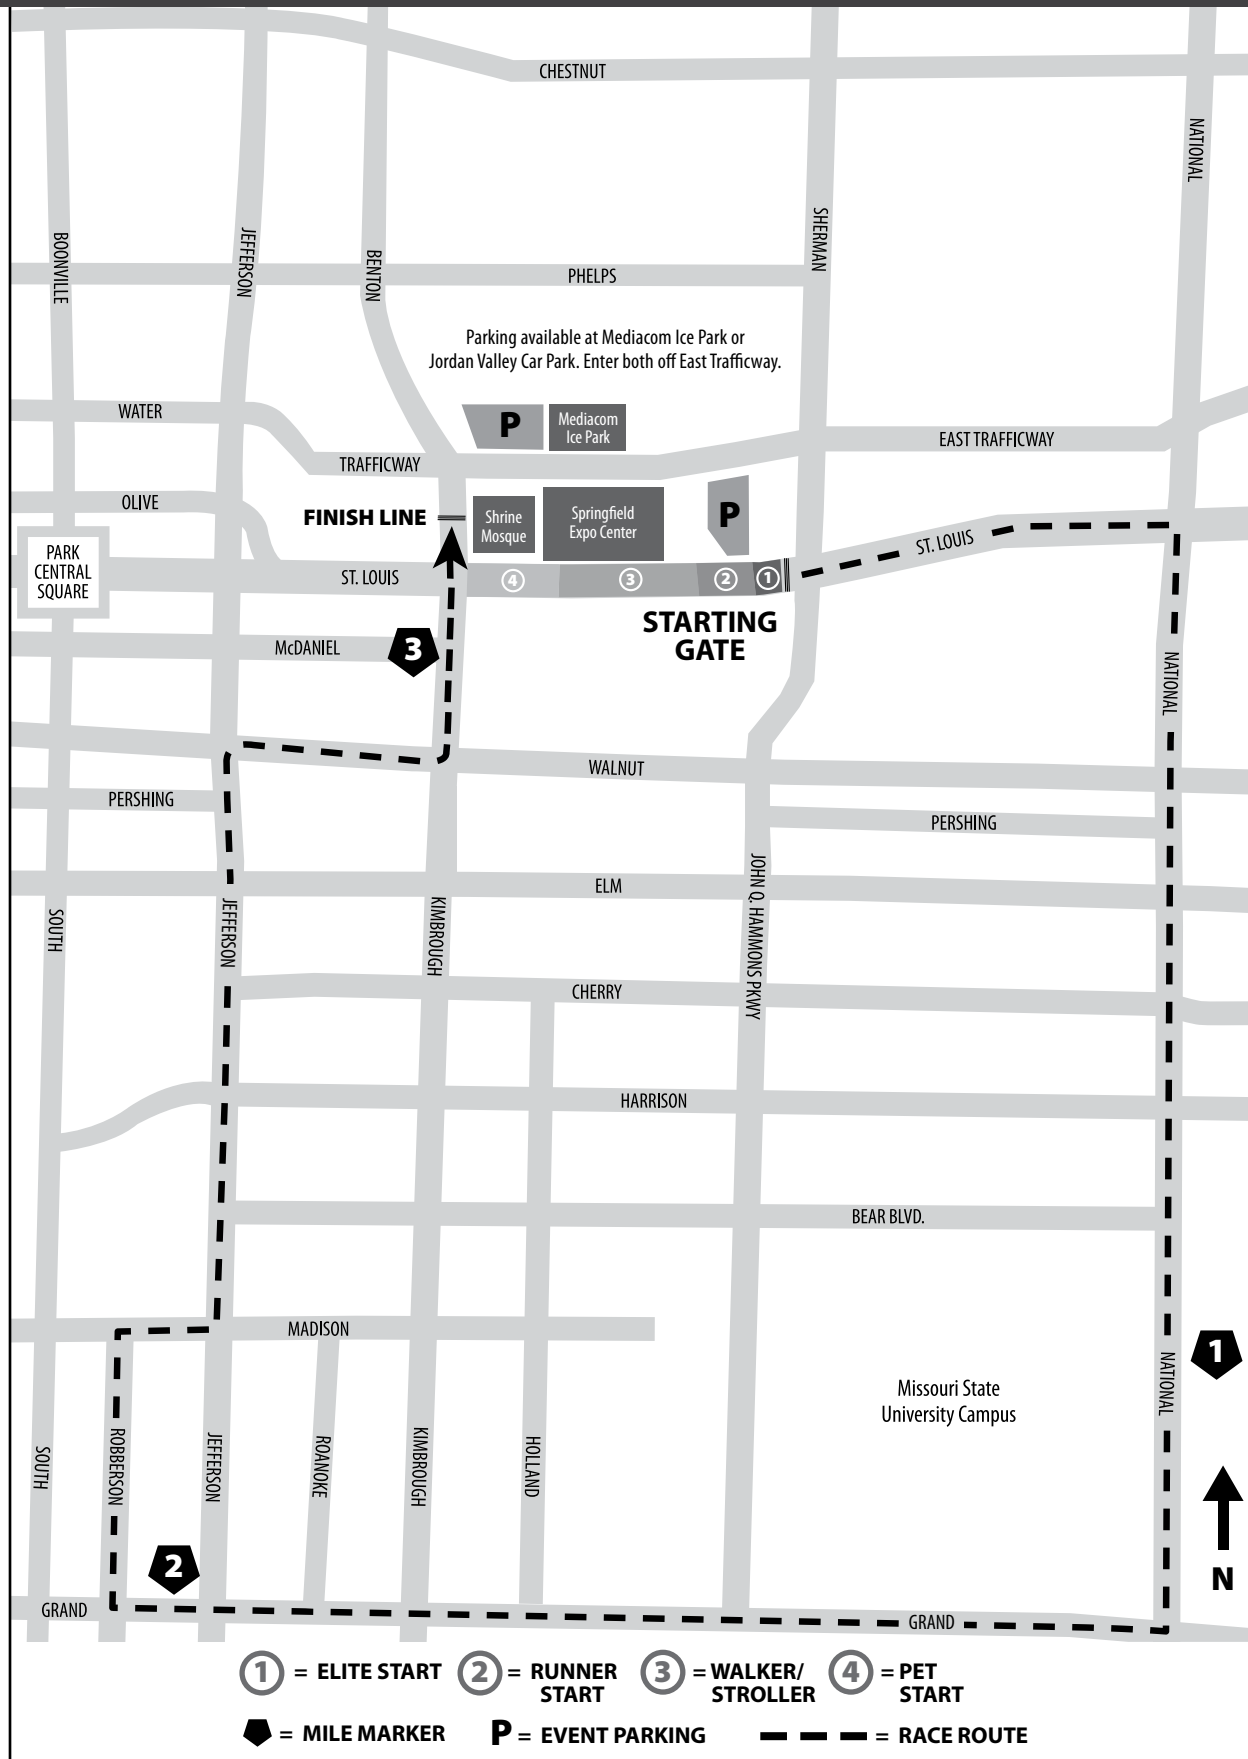 CHESTNUT
NATIONAL
SHERMAN
BOONVILLE
JEFFERSON
BENTON
PHELPS
Parking available at Mediacom Ice Park or
Jordan Valley Car Park. Enter both off East Trafficway.
WATER
P
Mediacom
Ice Park
EAST TRAFFICWAY
TRAFFICWAY
OLIVE
FINISH LINE
Shrine
Mosque
Springfield
Expo Center
P
ST. LOUIS
PARK
CENTRAL
SQUARE
ST. LOUIS
4
3
2
1
STARTING
GATE
McDANIEL
3
NATIONAL
WALNUT
PERSHING
PERSHING
ELM
JOHN Q. HAMMONS PKWY
SOUTH
JEFFERSON
KIMBROUGH
CHERRY
HARRISON
BEAR BLVD.
MADISON
1
NATIONAL
Missouri State
University Campus
SOUTH
ROBBERSON
JEFFERSON
ROANOKE
KIMBROUGH
HOLLAND
2
N
GRAND
GRAND
1 = ELITE START
2 = RUNNER
START
3 = WALKER/
STROLLER
4 = PET
START
= MILE MARKER
P = EVENT PARKING
= RACE ROUTE